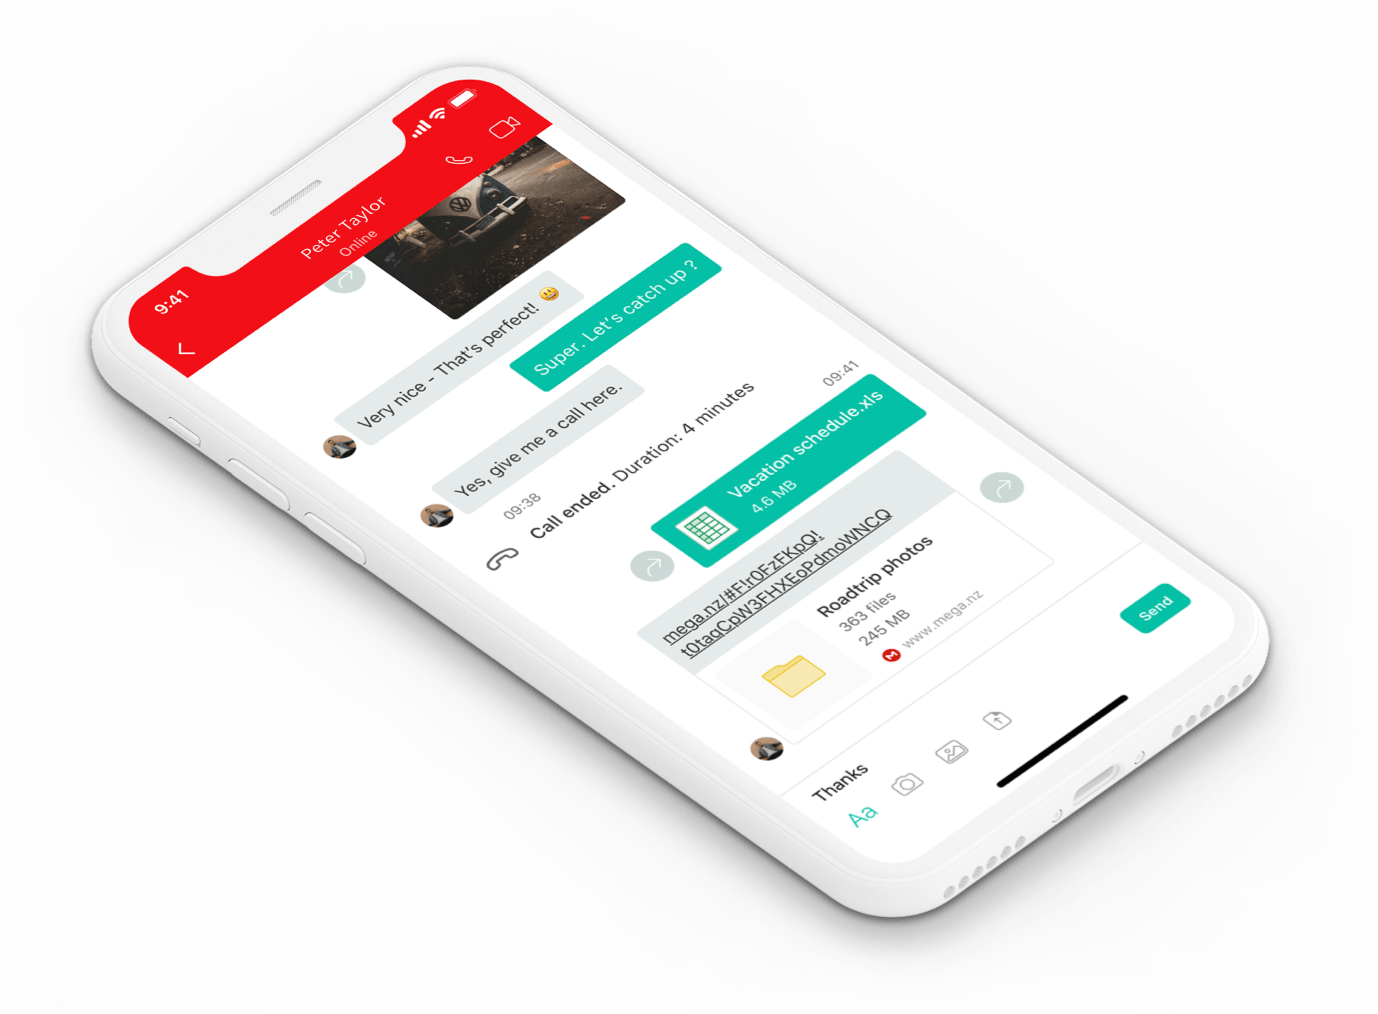 9:41
Peter Taylor
Online
Very nice - That's perfect! 😃
Super. Let's catch up ?
Yes, give me a call here.
09:38
Call ended. Duration: 4 minutes
09:41
Vacation schedule.xls
4.6 MB
mega.nz/#F!r0FzFKpQ!
t0taqCpW3FHXEoPdmoWNCQ
Roadtrip photos
363 files
245 MB
M www.mega.nz
Thanks
Send
Aa